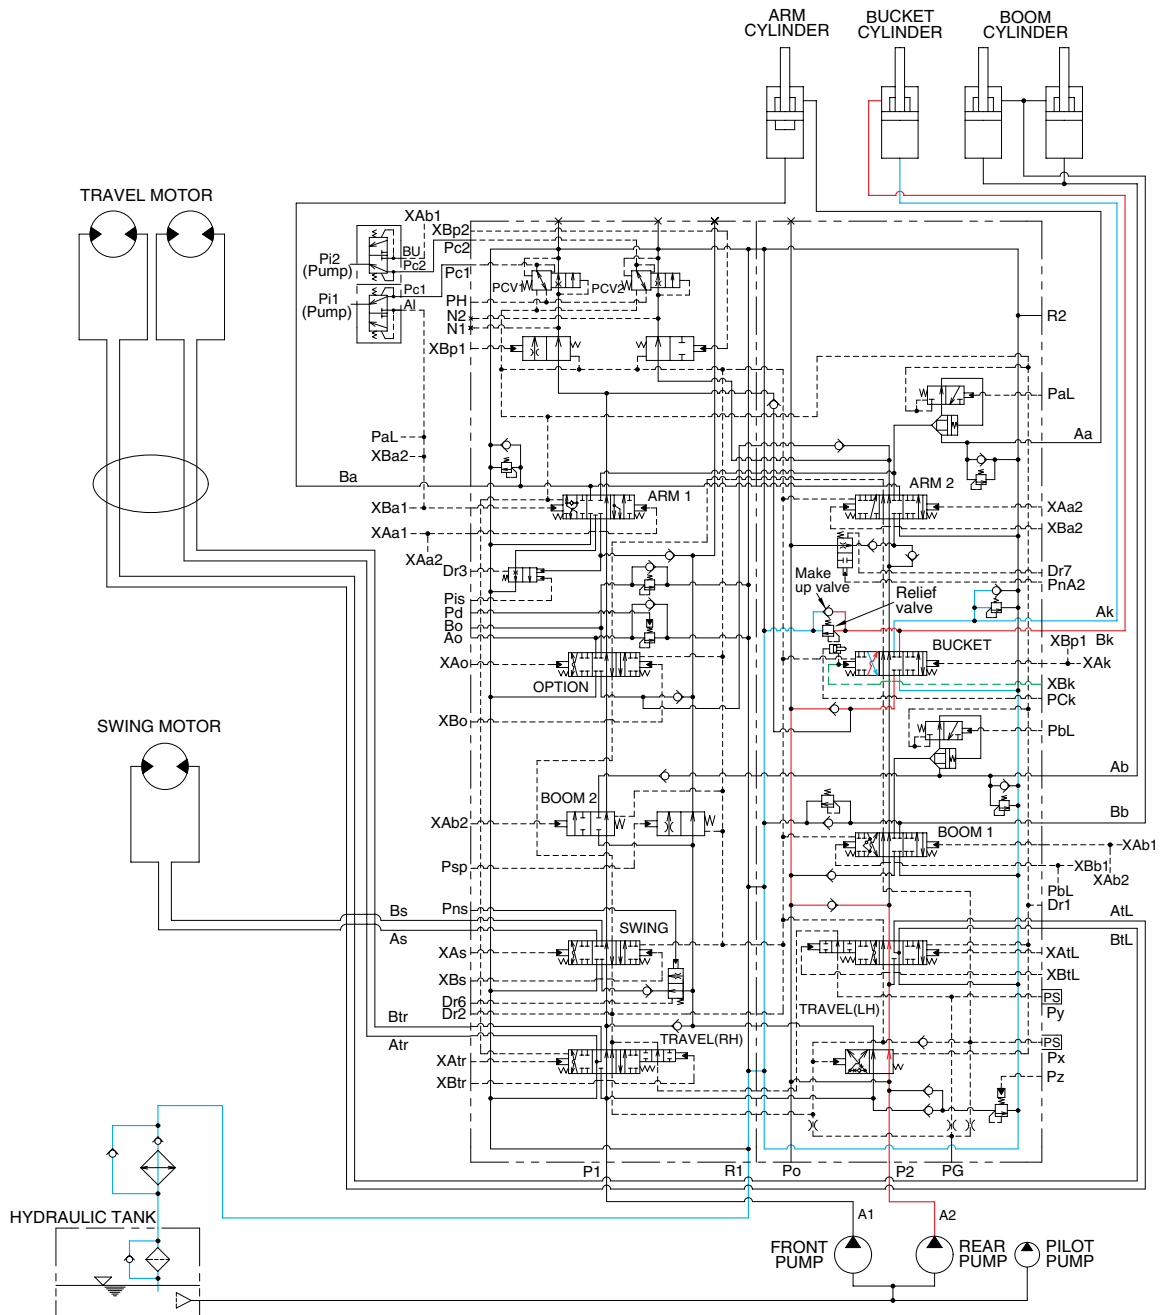 ARM
CYLINDER
BUCKET
CYLINDER
BOOM
CYLINDER
TRAVEL MOTOR
XAb1
XBp2
BU
Pc2
Pc2
Pi2
(Pump)
Pc1
Pc1
Pi1
(Pump)
AI
PCV1
PCV2
PH
N2
N1
XBp1
R2
PaL
Aa
PaL
XBa2
Ba
ARM 1
ARM 2
XBa1
XAa2
XBa2
XAa1
XAa2
Dr3
Dr7
PnA2
Make
up valve
Relief
valve
Pis
Pd
Bo
Ao
Ak
Bk
XBp1
BUCKET
XAo
XAk
OPTION
XBk
PCk
XBo
PbL
SWING MOTOR
Ab
BOOM 2
Bb
XAb2
BOOM 1
XAb1
XBb1
XAb2
Psp
PbL
Dr1
Pns
Bs
AtL
As
SWING
BtL
XAs
XAtL
XBs
XBtL
Dr6
Dr2
PS
Py
TRAVEL(LH)
Btr
TRAVEL(RH)
Atr
PS
XAtr
Px
XBtr
Pz
P1
R1
Po
P2
PG
HYDRAULIC TANK
A1
A2
FRONT
PUMP
REAR
PUMP
PILOT
PUMP